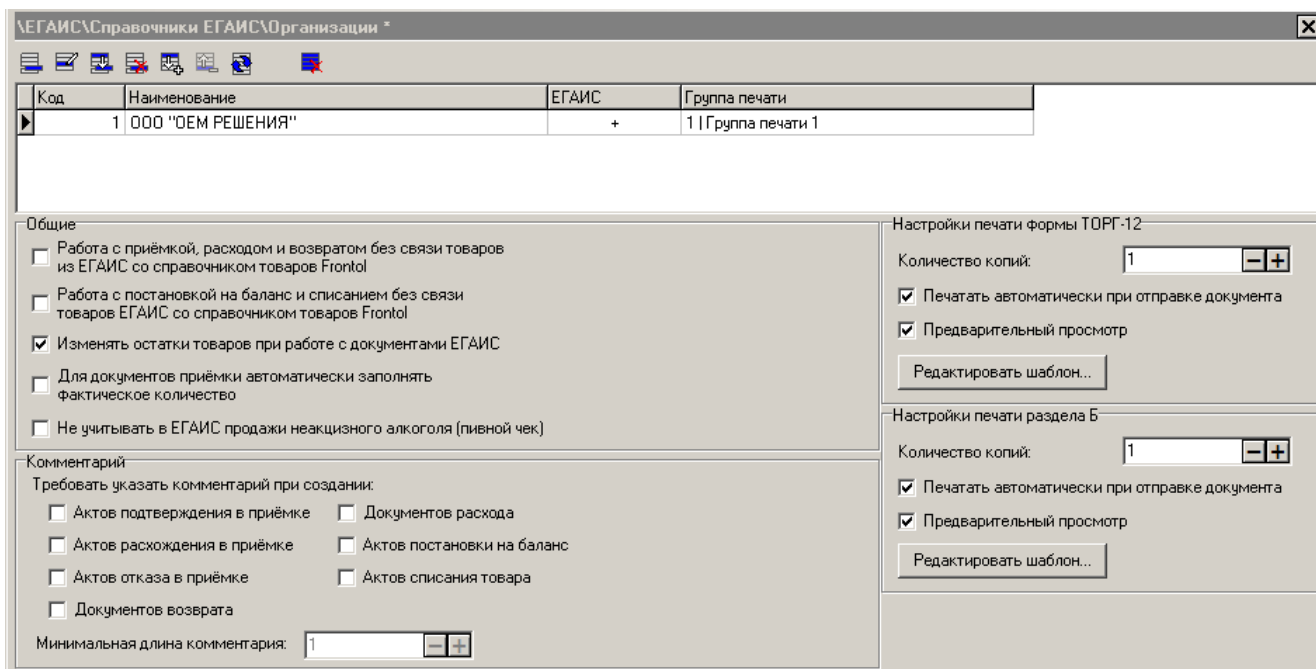 \ЕГАИС\Справочники ЕГАИС\Организации *
Код Наименование ЕГАИС Группа печати
1 ООО "ОЕМ РЕШЕНИЯ" + 1 | Группа печати 1
Общие
Работа с приёмкой, расходом и возвратом без связи товаров
из ЕГАИС со справочником товаров Frontol
Работа с постановкой на баланс и списанием без связи
товаров ЕГАИС со справочником товаров Frontol
Изменять остатки товаров при работе с документами ЕГАИС
Для документов приёмки автоматически заполнять
фактическое количество
Не учитывать в ЕГАИС продажи неакцизного алкоголя (пивной чек)
Комментарий
Требовать указать комментарий при создании:
Актов подтверждения в приёмке Документов расхода
Актов расхождения в приёмке Актов постановки на баланс
Актов отказа в приёмке Актов списания товара
Документов возврата
Минимальная длина комментария: 1
Настройки печати формы ТОРГ-12
Количество копий: 1
Печатать автоматически при отправке документа
Предварительный просмотр
Редактировать шаблон...
Настройки печати раздела Б
Количество копий: 1
Печатать автоматически при отправке документа
Предварительный просмотр
Редактировать шаблон...